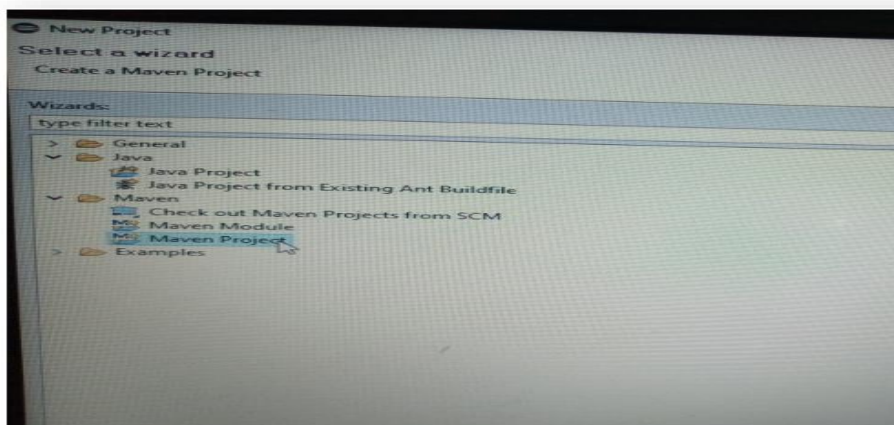 New Project
Select a wizard
Create a Maven Project
Wizards:
type filter text
General
Java
Java Project
Java Project from Existing Ant Buildfile
Maven
Check out Maven Projects from SCM
Maven Module
Maven Project
Examples